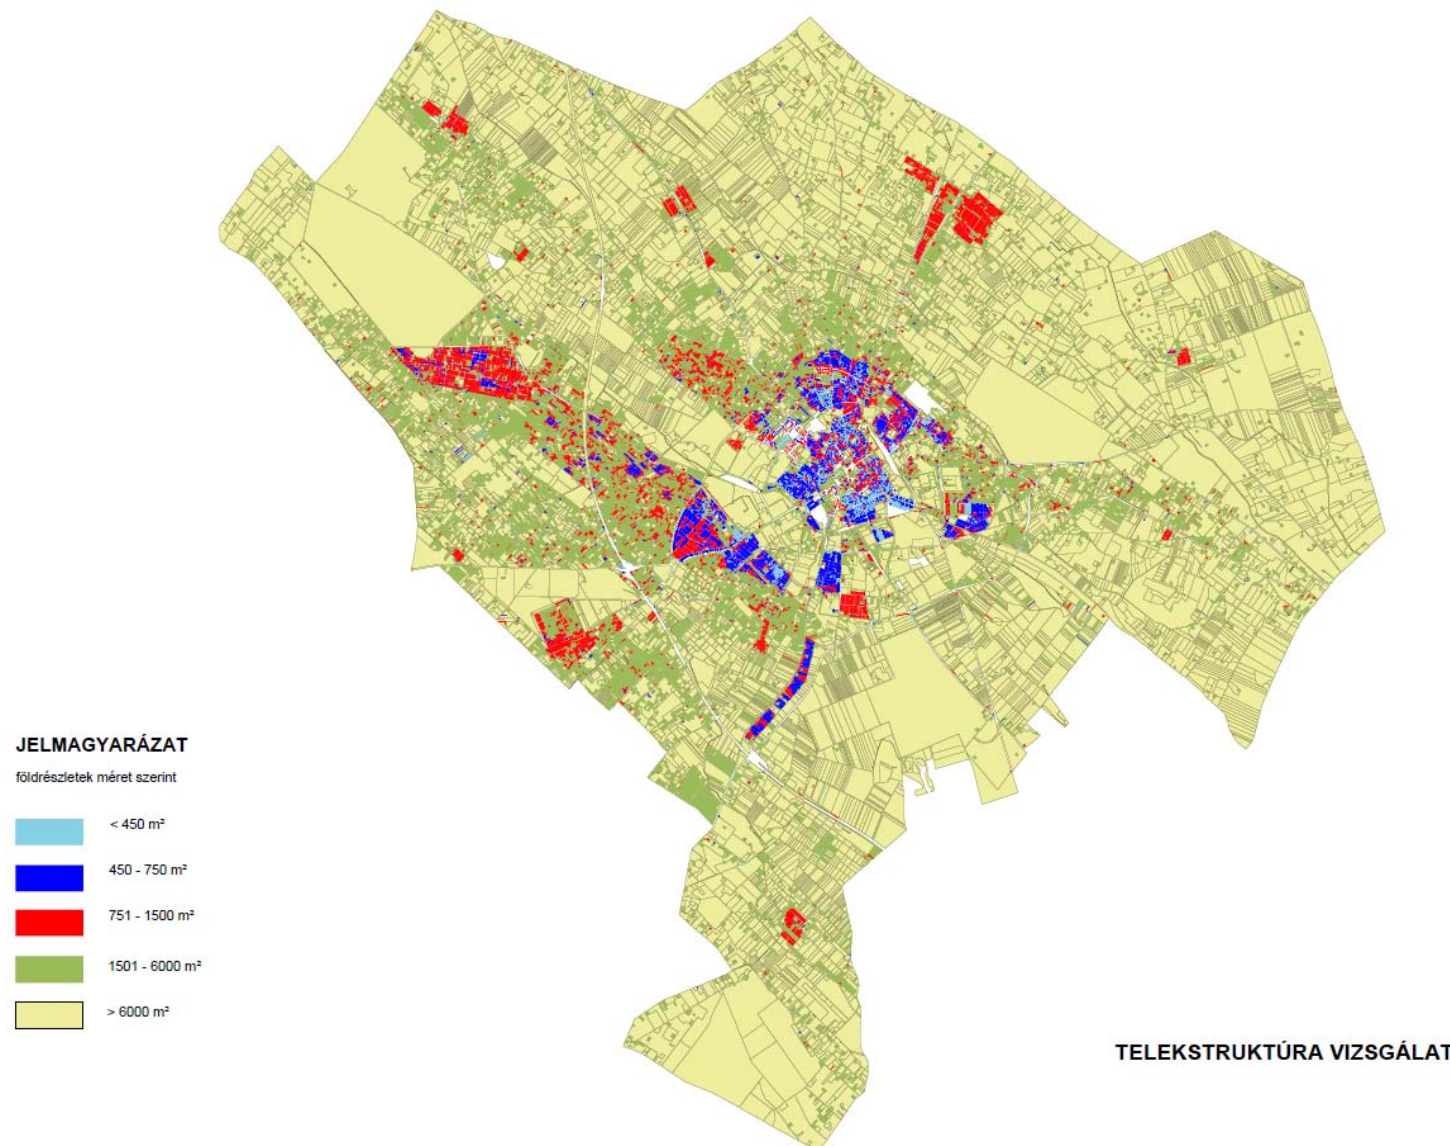 JELMAGYARÁZAT
földrészletek méret szerint
< 450 m²
450 - 750 m²
751 - 1500 m²
1501 - 6000 m²
> 6000 m²
TELEKSTRUKTÚRA VIZSGÁLAT